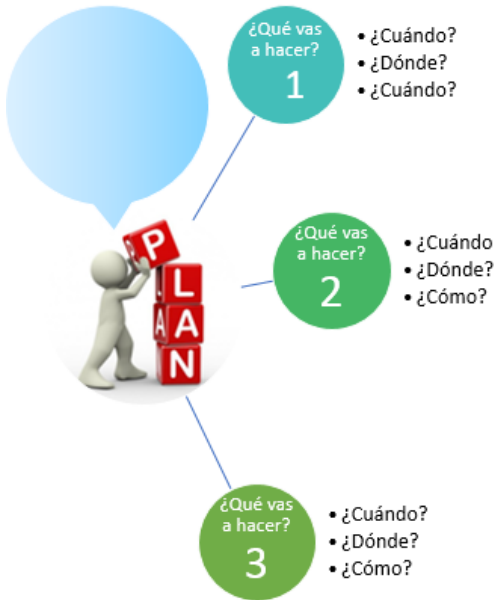 ¿Qué vas
a hacer?
1
• ¿Cuándo?
• ¿Dónde?
• ¿Cuándo?
P
L
A A
N
¿Qué vas
a hacer?
2
• ¿Cuándo
• ¿Dónde?
• ¿Cómo?
¿Qué vas
a hacer?
3
• ¿Cuándo?
• ¿Dónde?
• ¿Cómo?